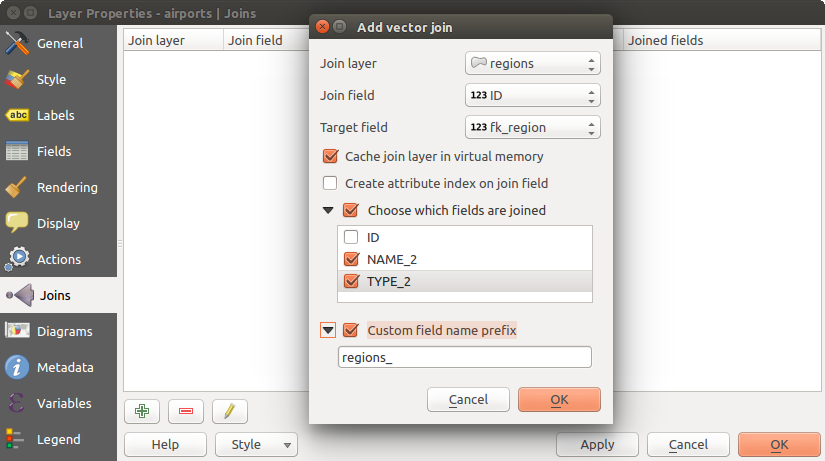 Layer Properties - airports | Joins
General
Style
Labels
Fields
Rendering
Display
Actions
Joins
Diagrams
Metadata
Variables
Legend
abc
Join layer Join field Joined fields
Add vector join
Join layer regions
Join field 123 ID
Target field 123 fk_region
Cache join layer in virtual memory
Create attribute index on join field
Choose which fields are joined
ID
NAME_2
TYPE_2
Custom field name prefix
regions_
Cancel OK
Help Style Apply Cancel OK